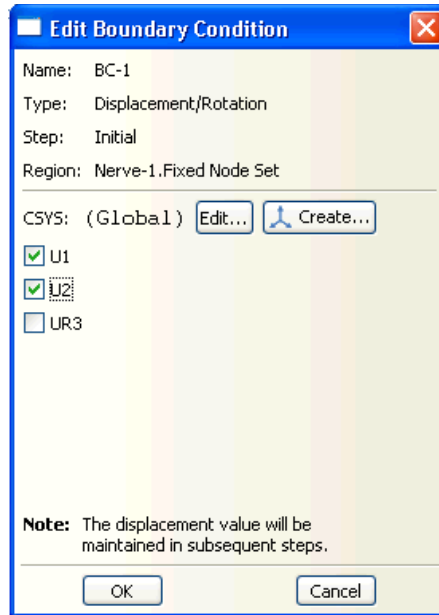 Edit Boundary Condition
Name: BC-1
Type: Displacement/Rotation
Step: Initial
Region: Nerve-1.Fixed Node Set
CSYS: (Global) Edit... Create...
U1
U2
UR3
Note: The displacement value will be
maintained in subsequent steps.
OK Cancel